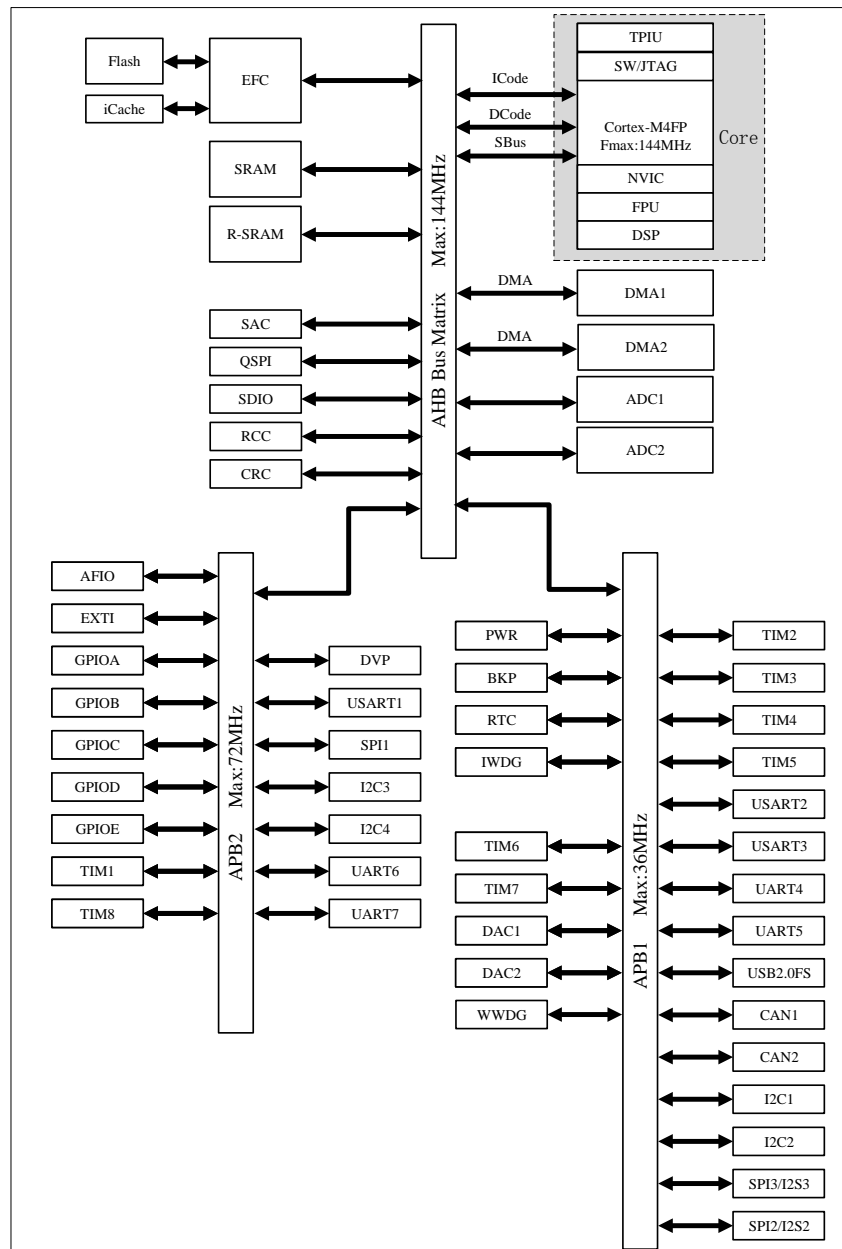 Flash
iCache
EFC
SRAM
R-SRAM
SAC
QSPI
SDIO
RCC
CRC
AHB Bus Matrix Max:144MHz
ICode
DCode
SBus
TPIU
SW/JTAG
Cortex-M4FP
Fmax:144MHz
NVIC
FPU
DSP
Core
DMA
DMA1
DMA
DMA2
ADC1
ADC2
AFIO
EXTI
GPIOA
GPIOB
GPIOC
GPIOD
GPIOE
TIM1
TIM8
APB2 Max:72MHz
DVP
USART1
SPI1
I2C3
I2C4
UART6
UART7
PWR
BKP
RTC
IWDG
TIM6
TIM7
DAC1
DAC2
WWDG
APB1 Max:36MHz
TIM2
TIM3
TIM4
TIM5
USART2
USART3
UART4
UART5
USB2.0FS
CAN1
CAN2
I2C1
I2C2
SPI3/I2S3
SPI2/I2S2